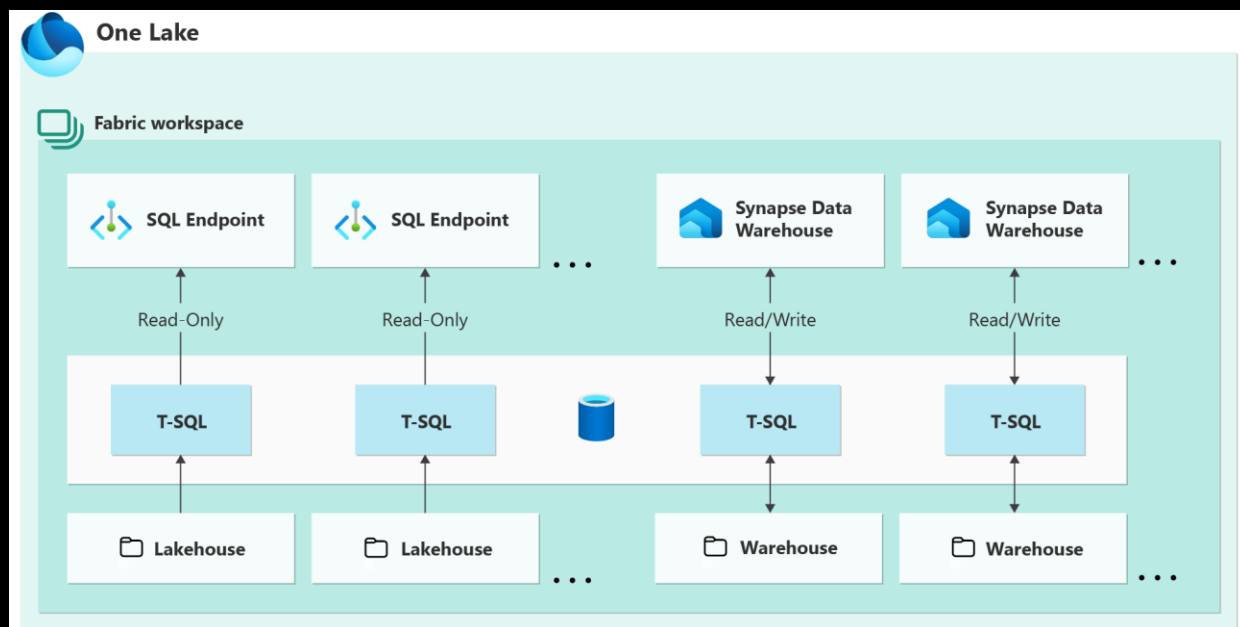 One Lake
Fabric workspace
SQL Endpoint
SQL Endpoint
...
Synapse Data
Warehouse
Synapse Data
Warehouse
...
Read-Only
Read-Only
Read/Write
Read/Write
T-SQL
T-SQL
T-SQL
T-SQL
Lakehouse
Lakehouse
...
Warehouse
Warehouse
...